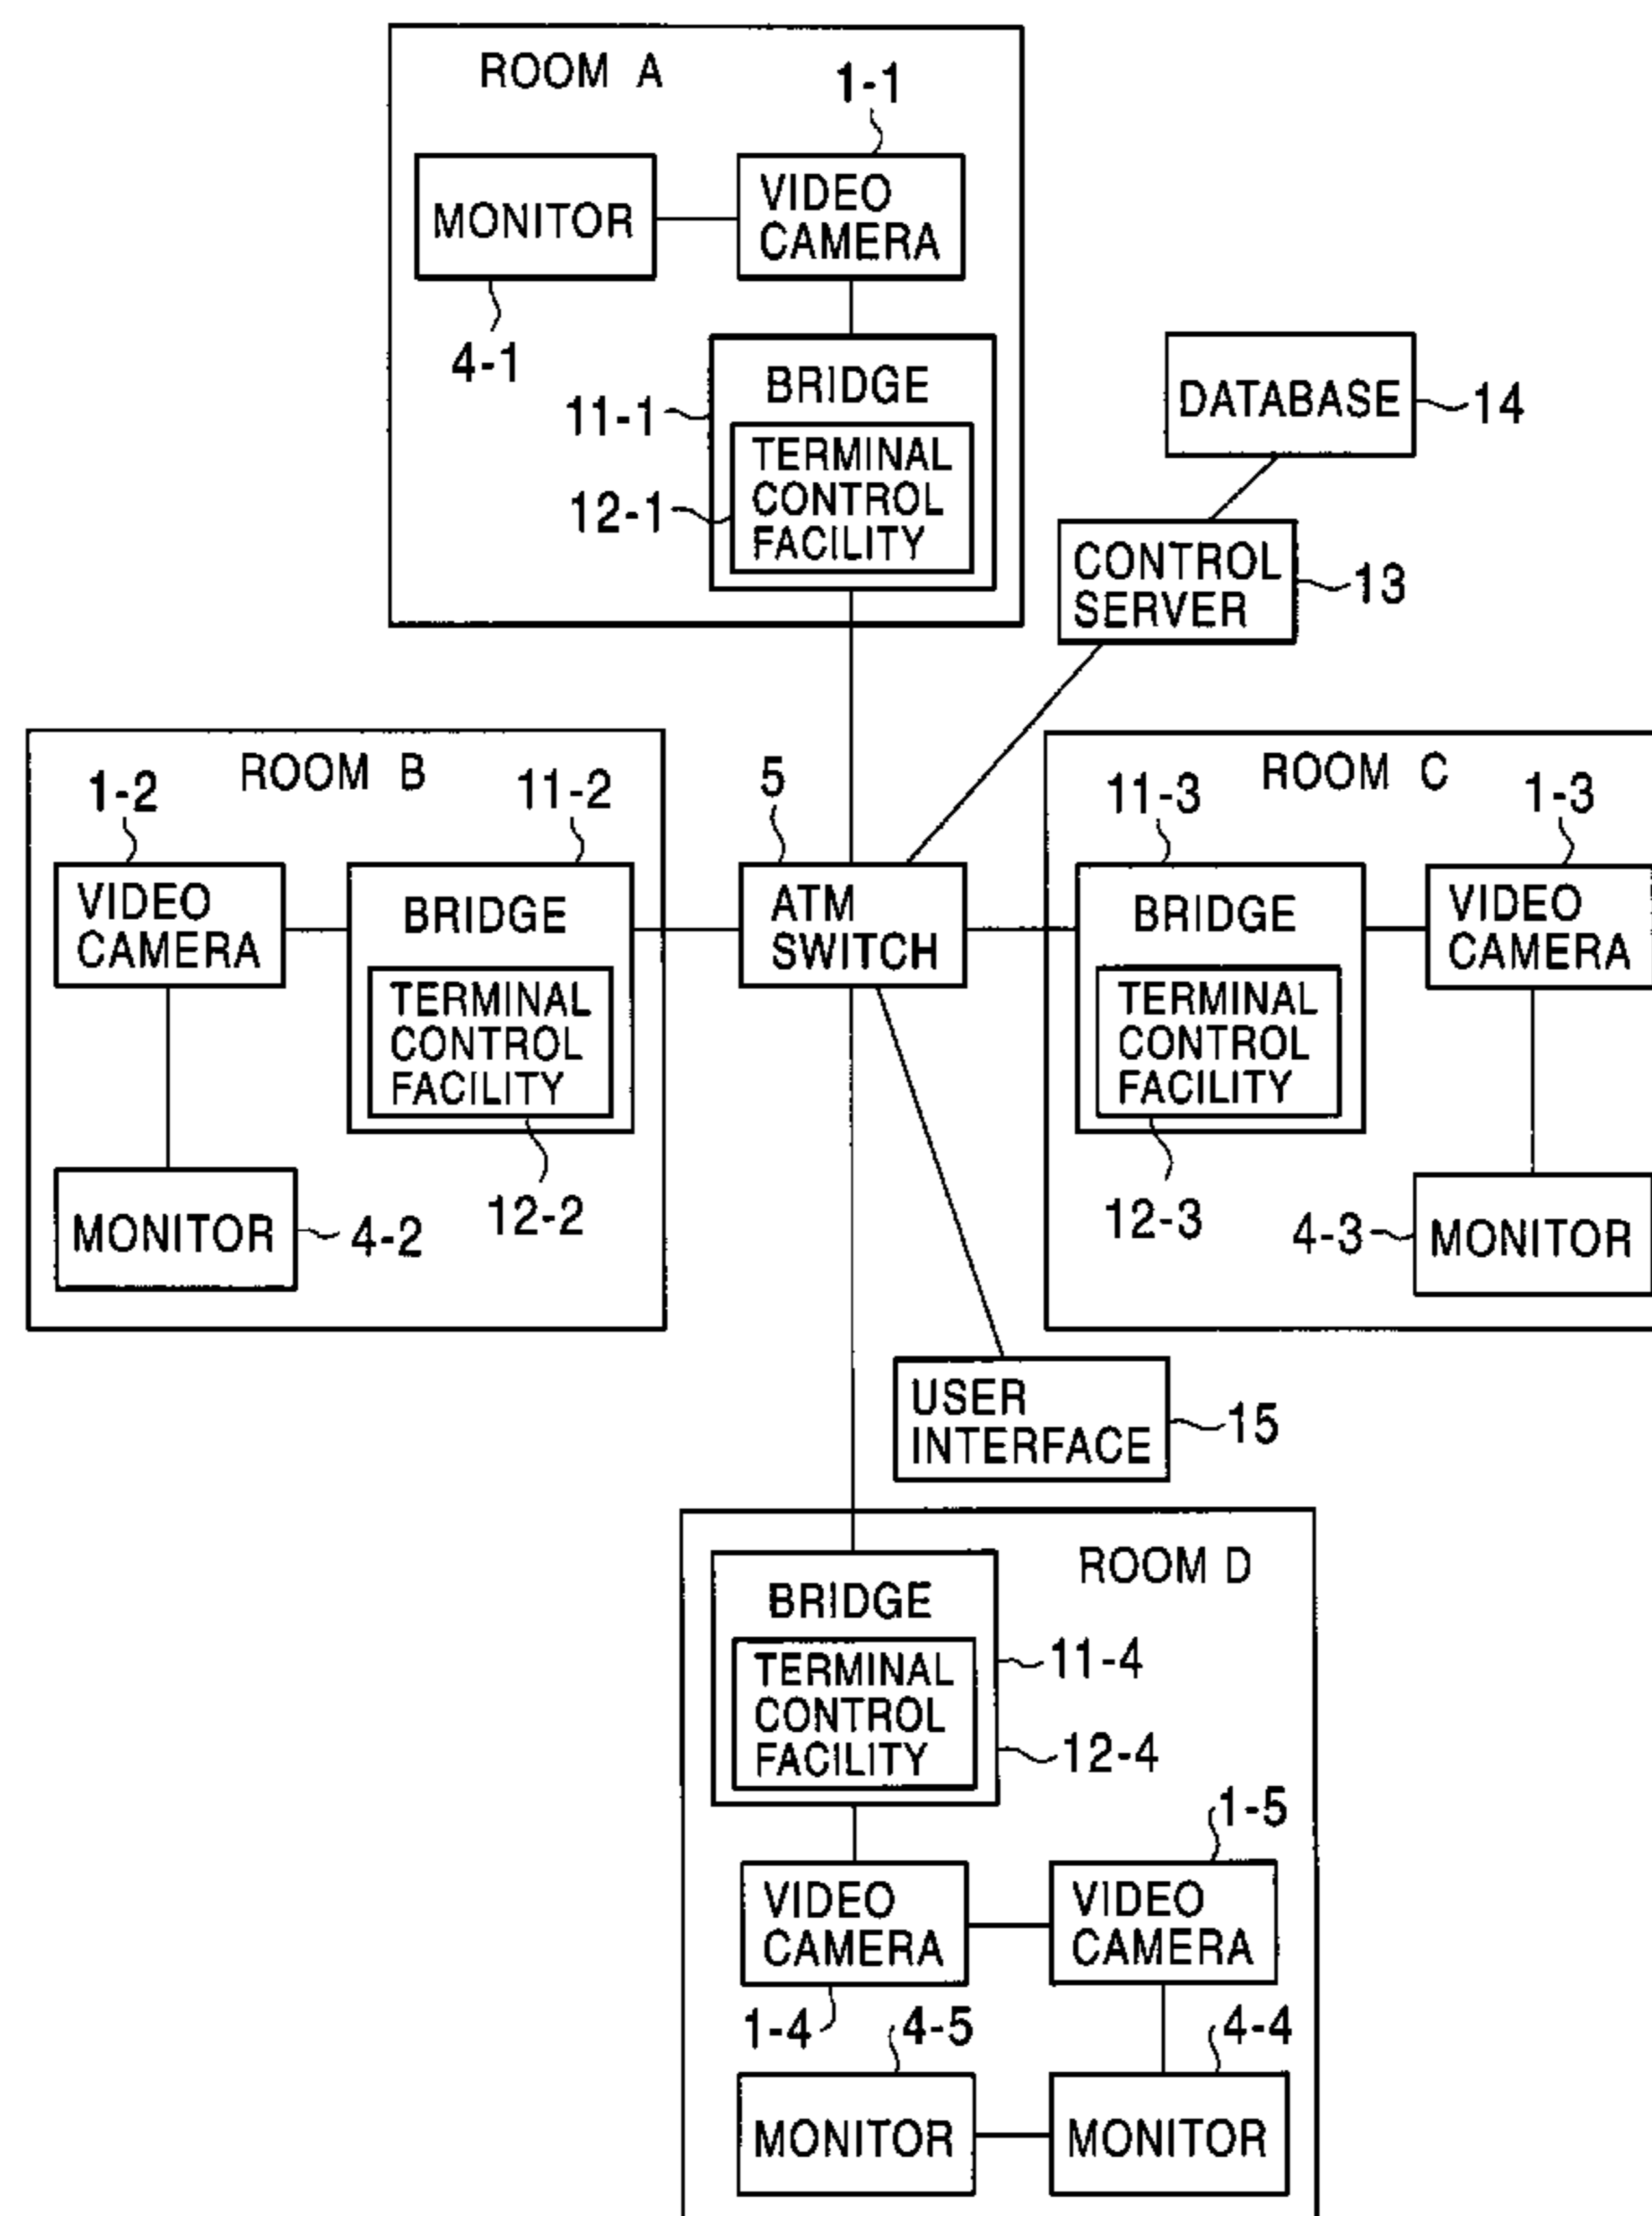 ROOM A
1-1
MONITOR
VIDEO
CAMERA
4-1
BRIDGE
11-1
TERMINAL
CONTROL
FACILITY
12-1
DATABASE
14
CONTROL
SERVER
13
ROOM B
1-2
11-2
VIDEO
CAMERA
BRIDGE
TERMINAL
CONTROL
FACILITY
12-2
MONITOR
4-2
5
ATM
SWITCH
ROOM C
11-3
1-3
BRIDGE
VIDEO
CAMERA
TERMINAL
CONTROL
FACILITY
12-3
4-3
MONITOR
USER
INTERFACE
15
ROOM D
BRIDGE
11-4
TERMINAL
CONTROL
FACILITY
12-4
1-5
VIDEO
CAMERA
VIDEO
CAMERA
1-4
4-5
4-4
MONITOR
MONITOR